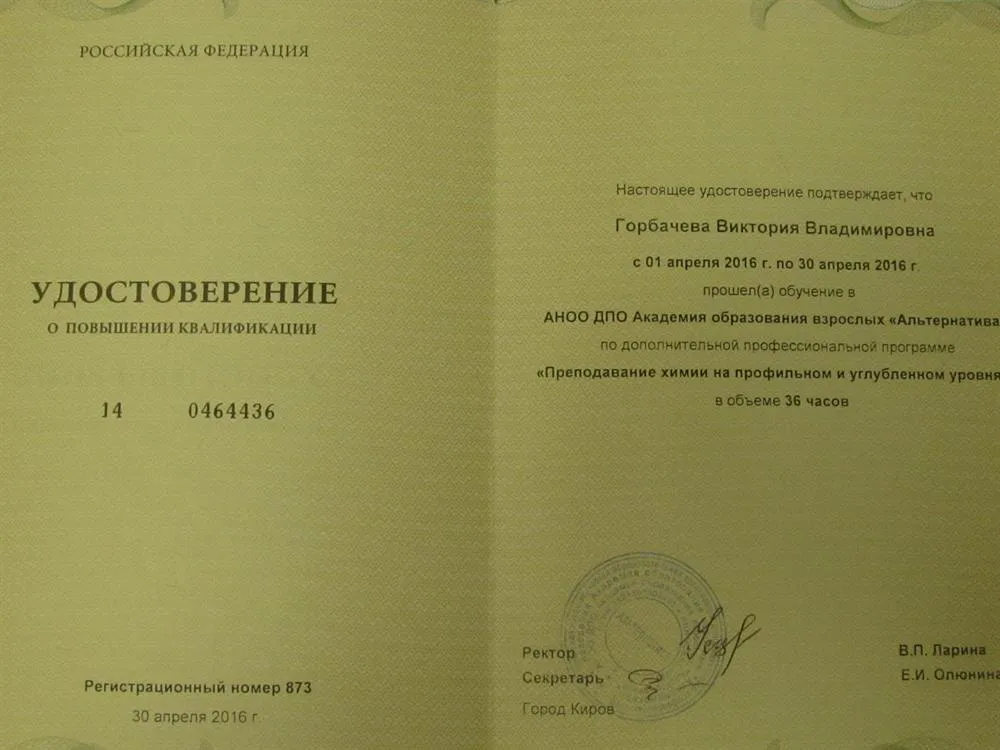 РОССИЙСКАЯ ФЕДЕРАЦИЯ
УДОСТОВЕРЕНИЕ
О ПОВЫШЕНИИ КВАЛИФИКАЦИИ
14 0464436
Регистрационный номер 873
30 апреля 2016 г.
Настоящее удостоверение подтверждает, что
Горбачева Виктория Владимировна
с 01 апреля 2016 г. по 30 апреля 2016 г.
прошел(а) обучение в
АНОО ДПО Академия образования взрослых «Альтернатива
по дополнительной профессиональной программе
«Преподавание химии на профильном и углубленном уровня
в объеме 36 часов
Ректор В.П. Ларина
Секретарь Е.И. Олюнина
Город Киров